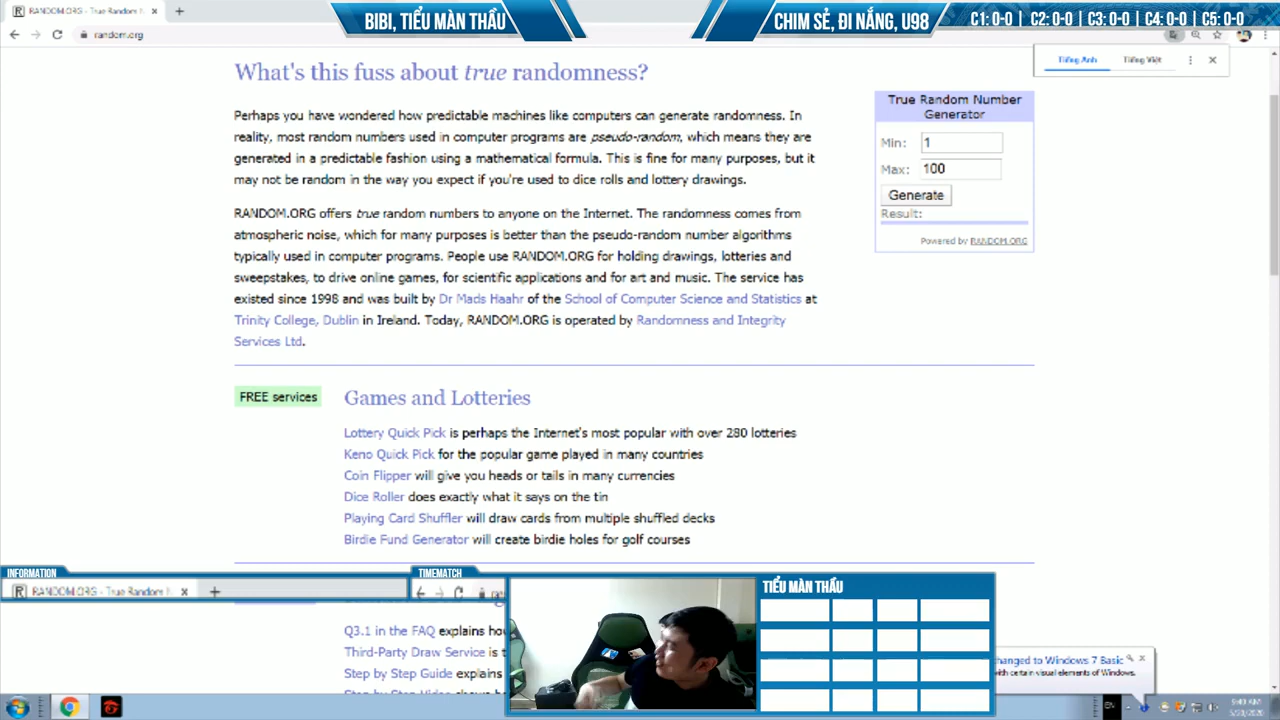 RANDOM.ORG - True Random N
BIBI, TIỂU MÀN THẦU
CHIM SẺ, ĐI NẮNG, U98
C1: 0-0 | C2: 0-0 | C3: 0-0 | C4: 0-0 | C5: 0-0
random.org
Tiếng Anh
Tiếng Việt
What's this fuss about true randomness?
Perhaps you have wondered how predictable machines like computers can generate randomness. In
reality, most random numbers used in computer programs are pseudo-random, which means they are
generated in a predictable fashion using a mathematical formula. This is fine for many purposes, but it
may not be random in the way you expect if you're used to dice rolls and lottery drawings.
RANDOM.ORG offers true random numbers to anyone on the Internet. The randomness comes from
atmospheric noise, which for many purposes is better than the pseudo-random number algorithms
typically used in computer programs. People use RANDOM.ORG for holding drawings, lotteries and
sweepstakes, to drive online games, for scientific applications and for art and music. The service has
existed since 1998 and was built by Dr Mads Haahr of the School of Computer Science and Statistics at
Trinity College, Dublin in Ireland. Today, RANDOM.ORG is operated by Randomness and Integrity
Services Ltd.
True Random Number
Generator
Min: 1
Max: 100
Generate
Result:
Powered by RANDOM.ORG
FREE services
Games and Lotteries
Lottery Quick Pick is perhaps the Internet's most popular with over 280 lotteries
Keno Quick Pick for the popular game played in many countries
Coin Flipper will give you heads or tails in many currencies
Dice Roller does exactly what it says on the tin
Playing Card Shuffler will draw cards from multiple shuffled decks
Birdie Fund Generator will create birdie holes for golf courses
INFORMATION
TIMEMATCH
RANDOM.ORG - True Random N
TIỂU MÀN THẦU
Q3.1 in the FAQ explains how
Third-Party Draw Service is t
Step by Step Guide explains
hanged to Windows 7 Basic
with certain visual elements of Windows.
EN
9:40 AM